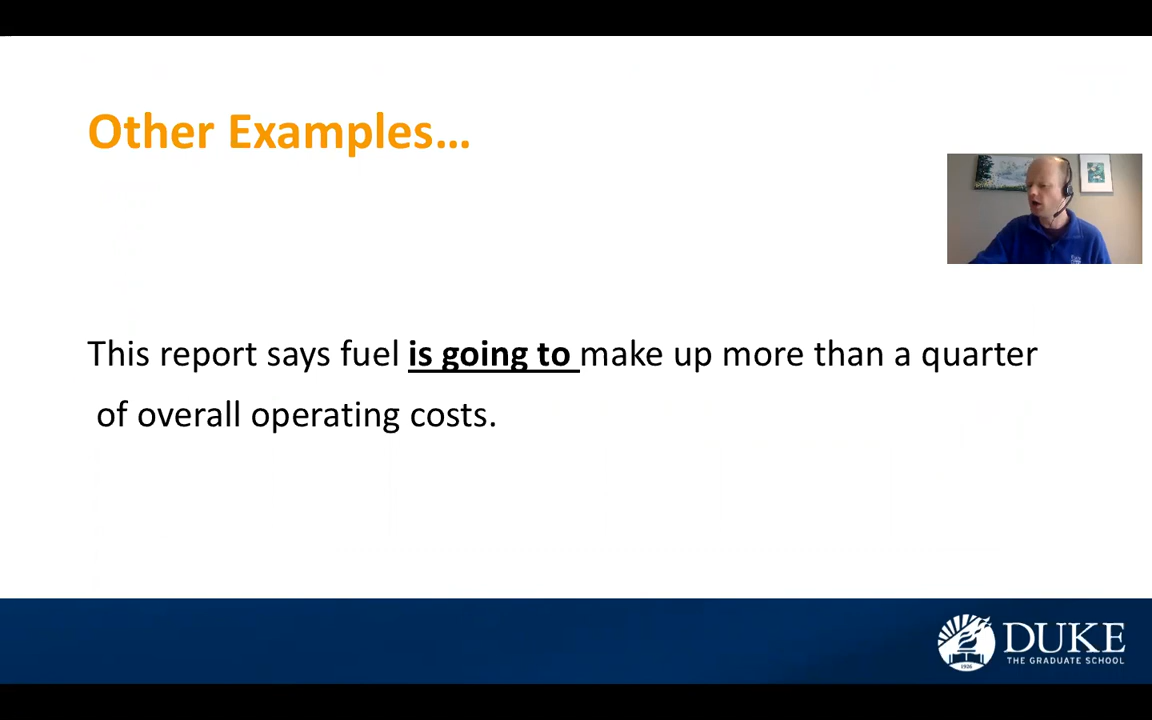 Other Examples…
This report says fuel is going to make up more than a quarter
of overall operating costs.
DUKE
THE GRADUATE SCHOOL
1926